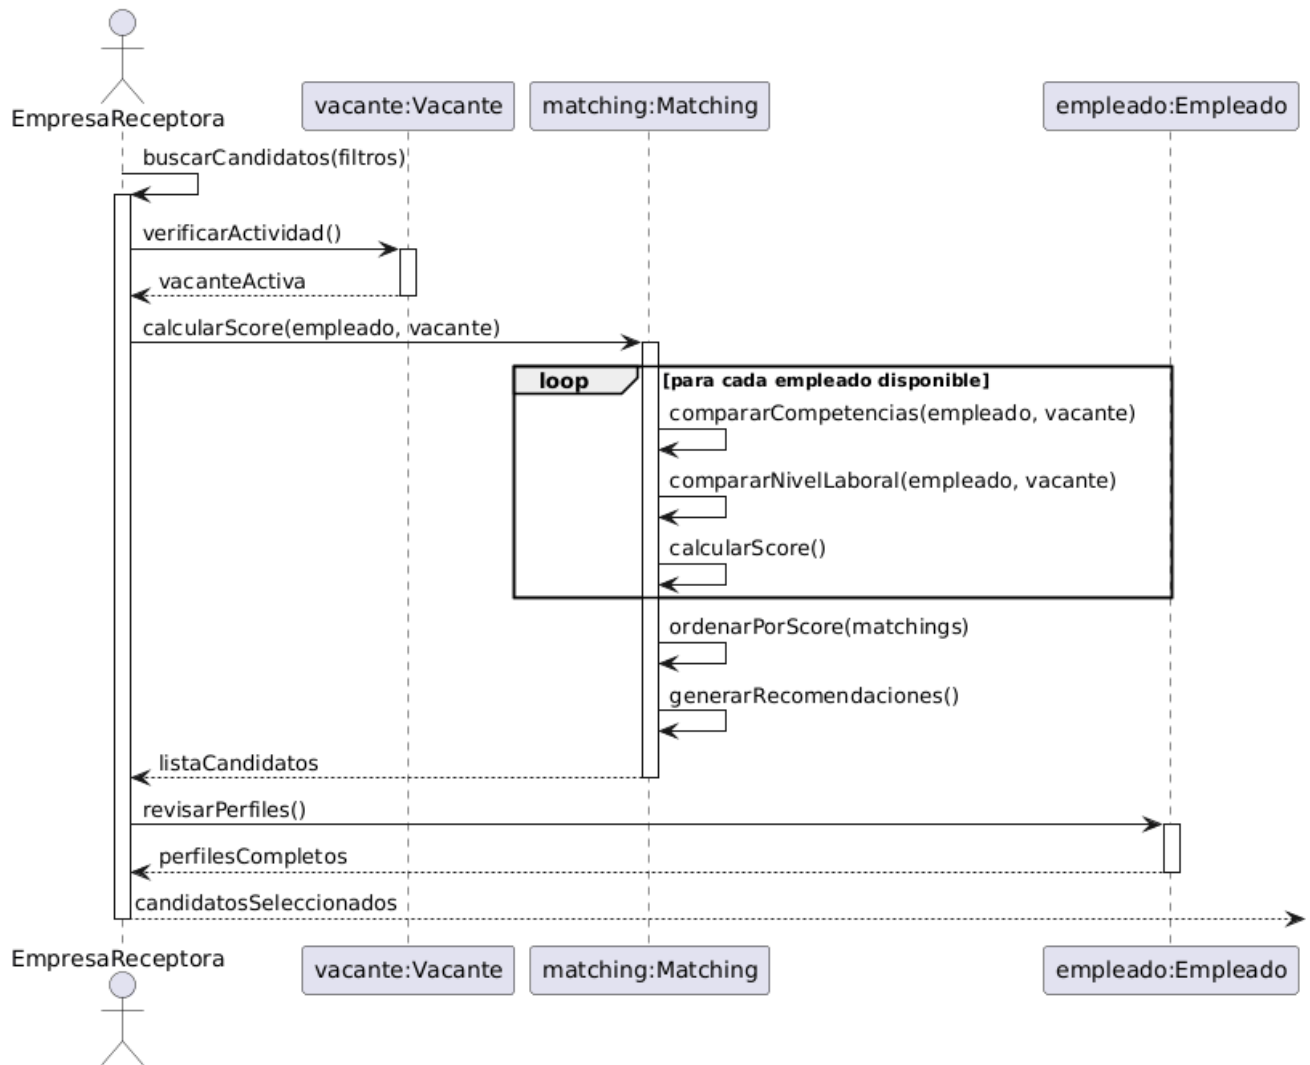 EmpresaReceptora
vacante:Vacante
matching:Matching
empleado:Empleado
buscarCandidatos(filtros)
verificarActividad()
vacanteActiva
calcularScore(empleado, vacante)
loop
[para cada empleado disponible]
compararCompetencias(empleado, vacante)
compararNivelLaboral(empleado, vacante)
calcularScore()
ordenarPorScore(matchings)
generarRecomendaciones()
listaCandidatos
revisarPerfiles()
perfilesCompletos
candidatosSeleccionados
EmpresaReceptora
vacante:Vacante
matching:Matching
empleado:Empleado